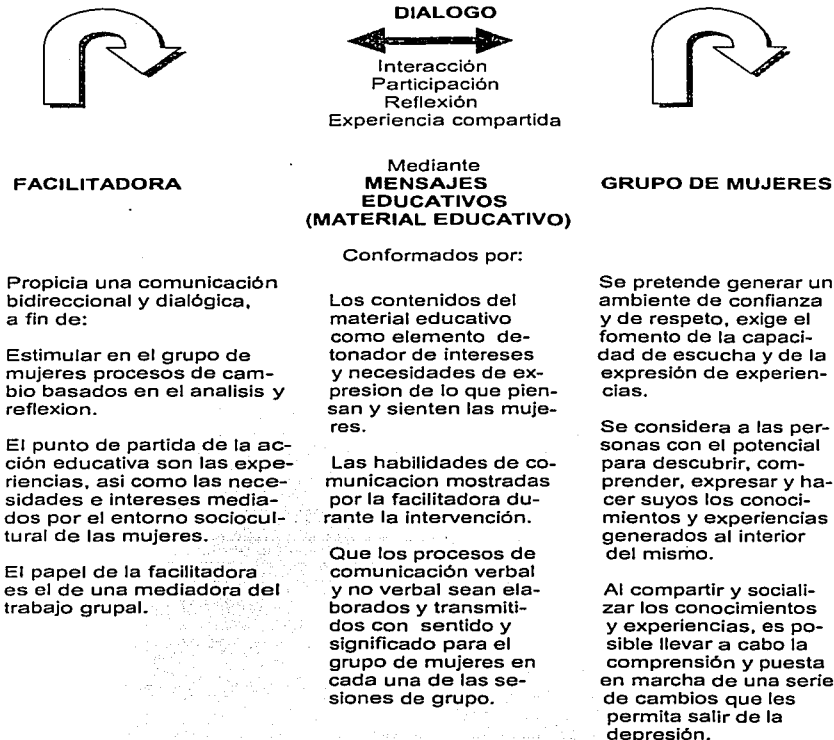 DIALOGO
Interacción
Participación
Reflexión
Experiencia compartida
FACILITADORA
Propicia una comunicación
bidireccional y dialógica,
a fin de:
Estimular en el grupo de
mujeres procesos de cam-
bio basados en el analisis y
reflexion.
El punto de partida de la ac-
ción educativa son las expe-
riencias, asi como las nece-
sidades e intereses media-
dos por el entorno sociocul-
tural de las mujeres.
El papel de la facilitadora
es el de una mediadora del
trabajo grupal.
Mediante
MENSAJES
EDUCATIVOS
(MATERIAL EDUCATIVO)
Conformados por:
Los contenidos del
material educativo
como elemento de-
tonador de intereses
y necesidades de ex-
presion de lo que pien-
san y sienten las muje-
res.
Las habilidades de co-
municacion mostradas
por la facilitadora du-
rante la intervención.
Que los procesos de
comunicación verbal
y no verbal sean ela-
borados y transmiti-
dos con sentido y
significado para el
grupo de mujeres en
cada una de las se-
siones de grupo.
GRUPO DE MUJERES
Se pretende generar un
ambiente de confianza
y de respeto, exige el
fomento de la capaci-
dad de escucha y de la
expresión de experien-
cias.
Se considera a las per-
sonas con el potencial
para descubrir, com-
prender, expresar y ha-
cer suyos los conoci-
mientos y experiencias
generados al interior
del mismo.
Al compartir y sociali-
zar los conocimientos
y experiencias, es po-
sible llevar a cabo la
comprensión y puesta
en marcha de una serie
de cambios que les
permita salir de la
depresión.